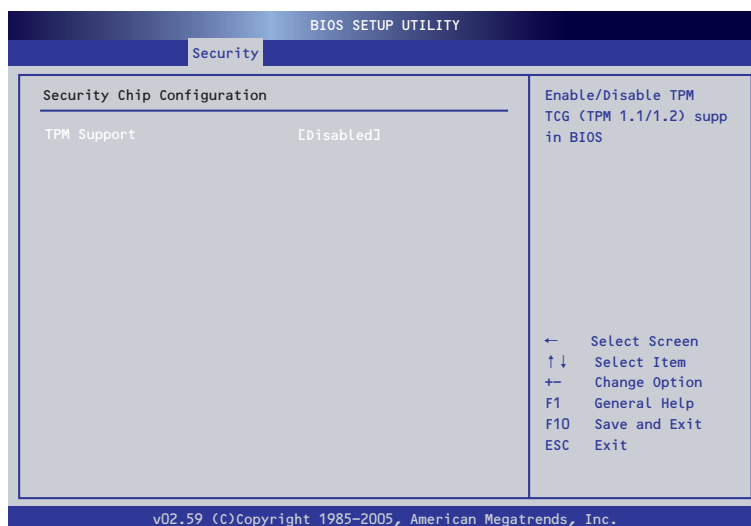 BIOS SETUP UTILITY
Security
Security Chip Configuration
TPM Support [Disabled]
Enable/Disable TPM
TCG (TPM 1.1/1.2) supp
in BIOS
← Select Screen
↑↓ Select Item
+- Change Option
F1 General Help
F10 Save and Exit
ESC Exit
v02.59 (C)Copyright 1985-2005, American Megatrends, Inc.